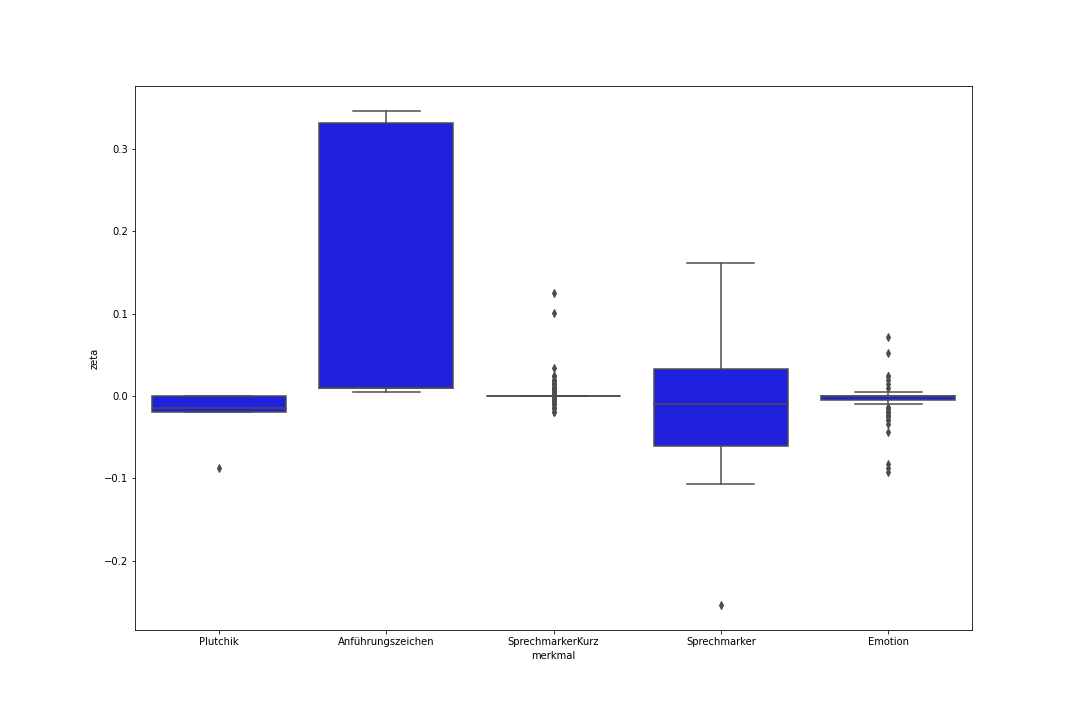 0.3
0.2
0.1
0.0
−0.1
−0.2
zeta
Plutchik Anführungszeichen SprechmarkerKurz Sprechmarker Emotion
merkmal